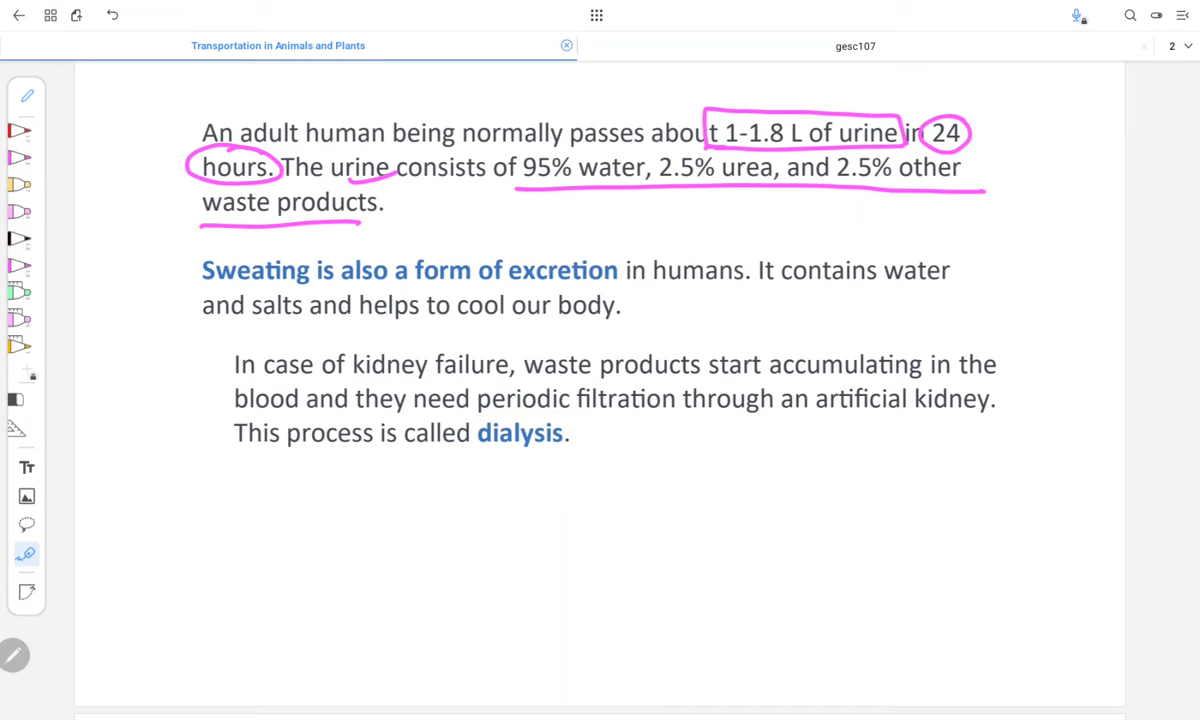 Transportation in Animals and Plants
gesc107
2
An adult human being normally passes about 1-1.8 L of urine in 24
hours. The urine consists of 95% water, 2.5% urea, and 2.5% other
waste products.
Sweating is also a form of excretion in humans. It contains water
and salts and helps to cool our body.
In case of kidney failure, waste products start accumulating in the
blood and they need periodic filtration through an artificial kidney.
This process is called dialysis.
TT